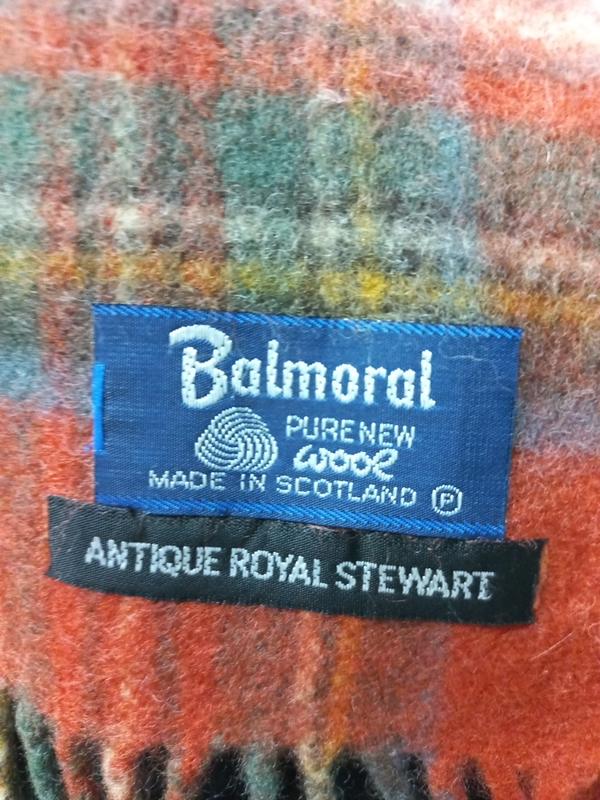 Balmoral
PURE NEW
wool
MADE IN SCOTLAND Ⓟ
ANTIQUE ROYAL STEWART